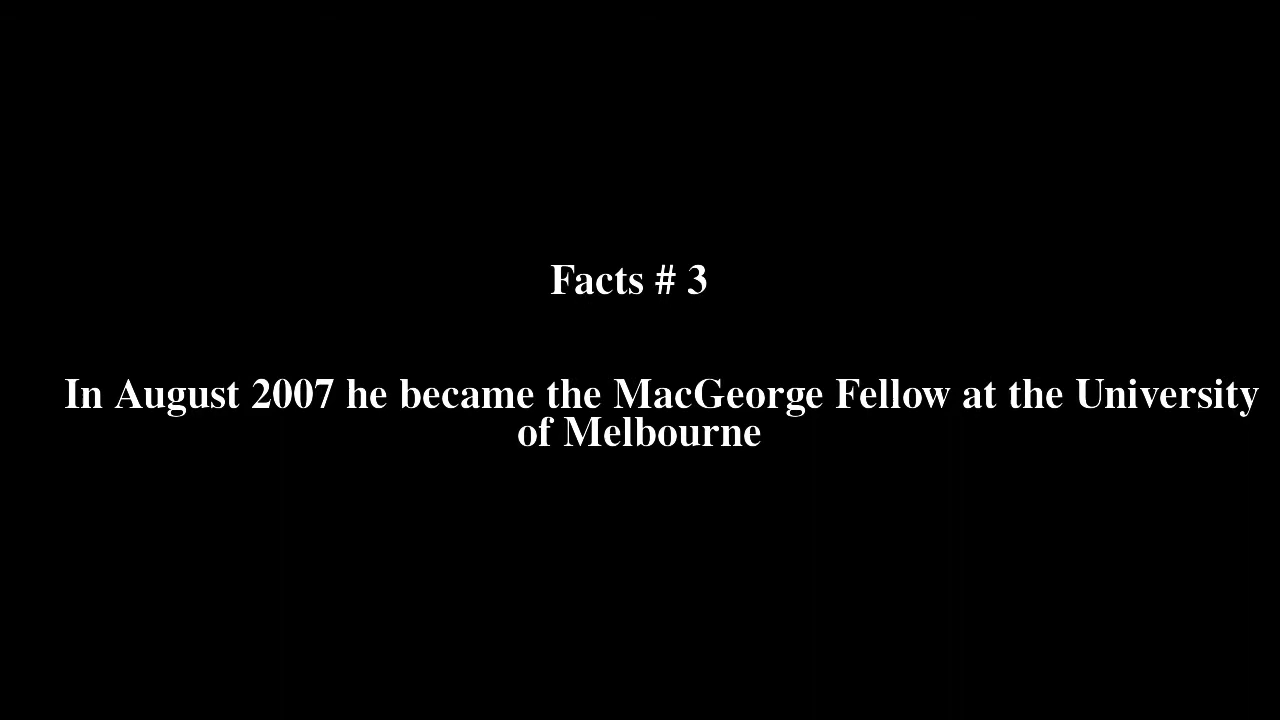 Facts # 3
In August 2007 he became the MacGeorge Fellow at the University
of Melbourne